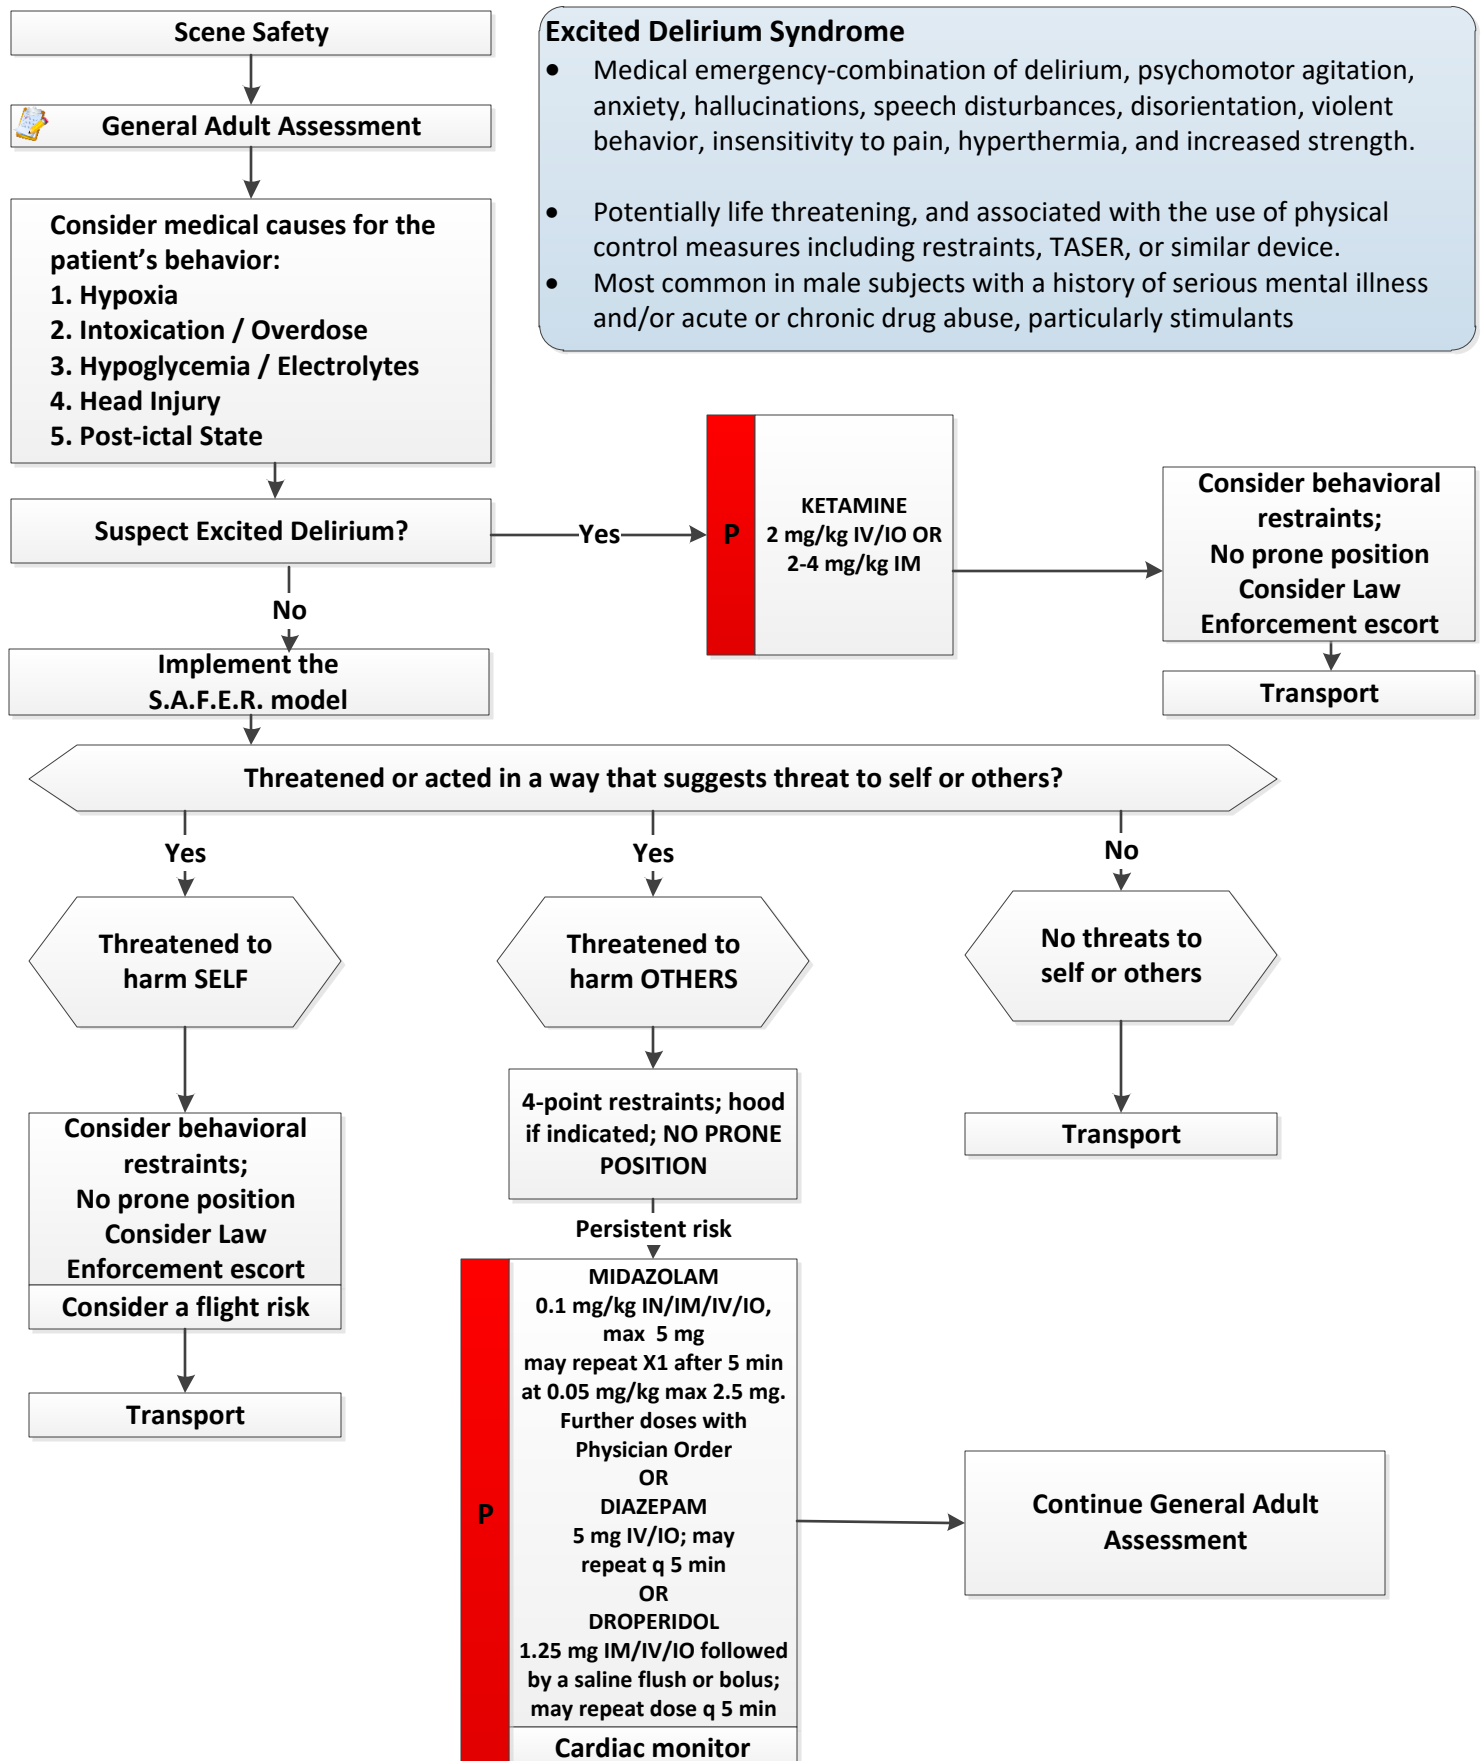 Scene Safety
General Adult Assessment
Consider medical causes for the
patient’s behavior:
1. Hypoxia
2. Intoxication / Overdose
3. Hypoglycemia / Electrolytes
4. Head Injury
5. Post-ictal State
Excited Delirium Syndrome
• Medical emergency-combination of delirium, psychomotor agitation,
anxiety, hallucinations, speech disturbances, disorientation, violent
behavior, insensitivity to pain, hyperthermia, and increased strength.
• Potentially life threatening, and associated with the use of physical
control measures including restraints, TASER, or similar device.
• Most common in male subjects with a history of serious mental illness
and/or acute or chronic drug abuse, particularly stimulants
Suspect Excited Delirium?
Yes
P
KETAMINE
2 mg/kg IV/IO OR
2-4 mg/kg IM
Consider behavioral
restraints;
No prone position
Consider Law
Enforcement escort
Transport
No
Implement the
S.A.F.E.R. model
Threatened or acted in a way that suggests threat to self or others?
Yes
Yes
No
Threatened to
harm SELF
Threatened to
harm OTHERS
No threats to
self or others
Consider behavioral
restraints;
No prone position
Consider Law
Enforcement escort
Consider a flight risk
Transport
4-point restraints; hood
if indicated; NO PRONE
POSITION
Persistent risk
P
MIDAZOLAM
0.1 mg/kg IN/IM/IV/IO,
max 5 mg
may repeat X1 after 5 min
at 0.05 mg/kg max 2.5 mg.
Further doses with
Physician Order
OR
DIAZEPAM
5 mg IV/IO; may
repeat q 5 min
OR
DROPERIDOL
1.25 mg IM/IV/IO followed
by a saline flush or bolus;
may repeat dose q 5 min
Cardiac monitor
Transport
Continue General Adult
Assessment